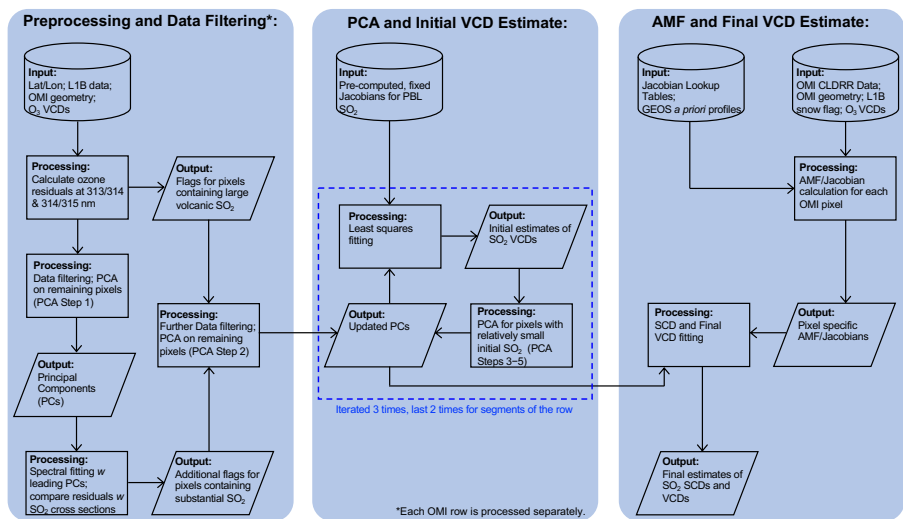 Preprocessing and Data Filtering*:
Input:
Lat/Lon; L1B data;
OMI geometry;
O₃ VCDs
Processing:
Calculate ozone
residuals at 313/314
& 314/315 nm
Output:
Flags for pixels
containing large
volcanic SO₂
Processing:
Data filtering; PCA
on remaining pixels
(PCA Step 1)
Processing:
Further Data filtering;
PCA on remaining
pixels (PCA Step 2)
Output:
Principal
Components
(PCs)
Processing:
Spectral fitting w
leading PCs;
compare residuals w
SO₂ cross sections
Output:
Additional flags for
pixels containing
substantial SO₂
PCA and Initial VCD Estimate:
Input:
Pre-computed, fixed
Jacobians for PBL
SO₂
Processing:
Least squares
fitting
Output:
Initial estimates of
SO₂ VCDs
Output:
Updated PCs
Processing:
PCA for pixels with
relatively small
initial SO₂ (PCA
Steps 3−5)
Iterated 3 times, last 2 times for segments of the row
*Each OMI row is processed separately.
AMF and Final VCD Estimate:
Input:
Jacobian Lookup
Tables;
GEOS a priori profiles
Input:
OMI CLDRR Data;
OMI geometry; L1B
snow flag; O₃ VCDs
Processing:
AMF/Jacobian
calculation for each
OMI pixel
Processing:
SCD and Final
VCD fitting
Output:
Pixel specific
AMF/Jacobians
Output:
Final estimates of
SO₂ SCDs and
VCDs